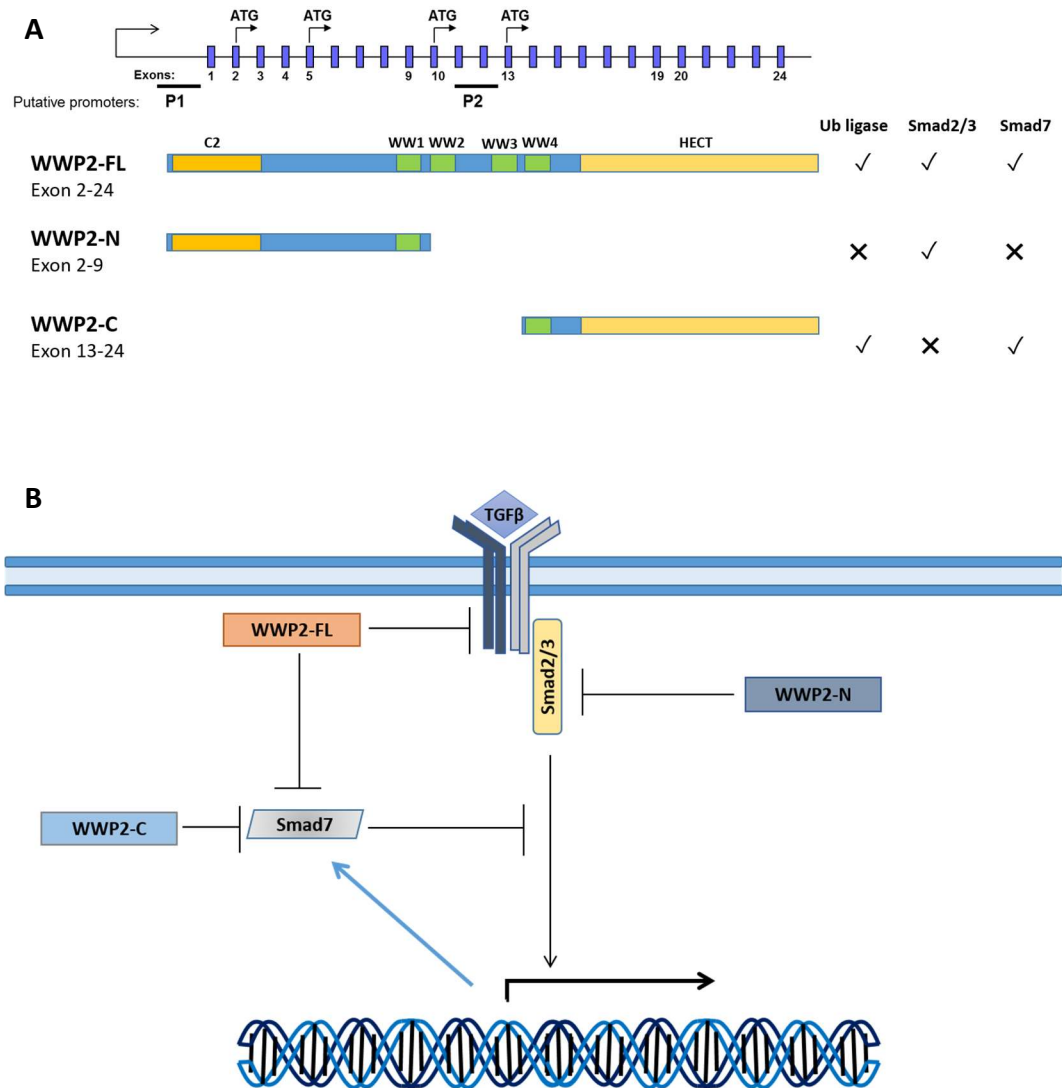 A
ATG ATG ATG ATG
Exons: 1 2 3 4 5 9 10 13 19 20 24
Putative promoters: P1 P2
Ub ligase Smad2/3 Smad7
C2 WW1 WW2 WW3 WW4 HECT
WWP2-FL ✓ ✓ ✓
Exon 2-24
WWP2-N ✕ ✓ ✕
Exon 2-9
WWP2-C ✓ ✕ ✓
Exon 13-24
B
TGFβ
WWP2-FL
Smad2/3
WWP2-N
WWP2-C
Smad7